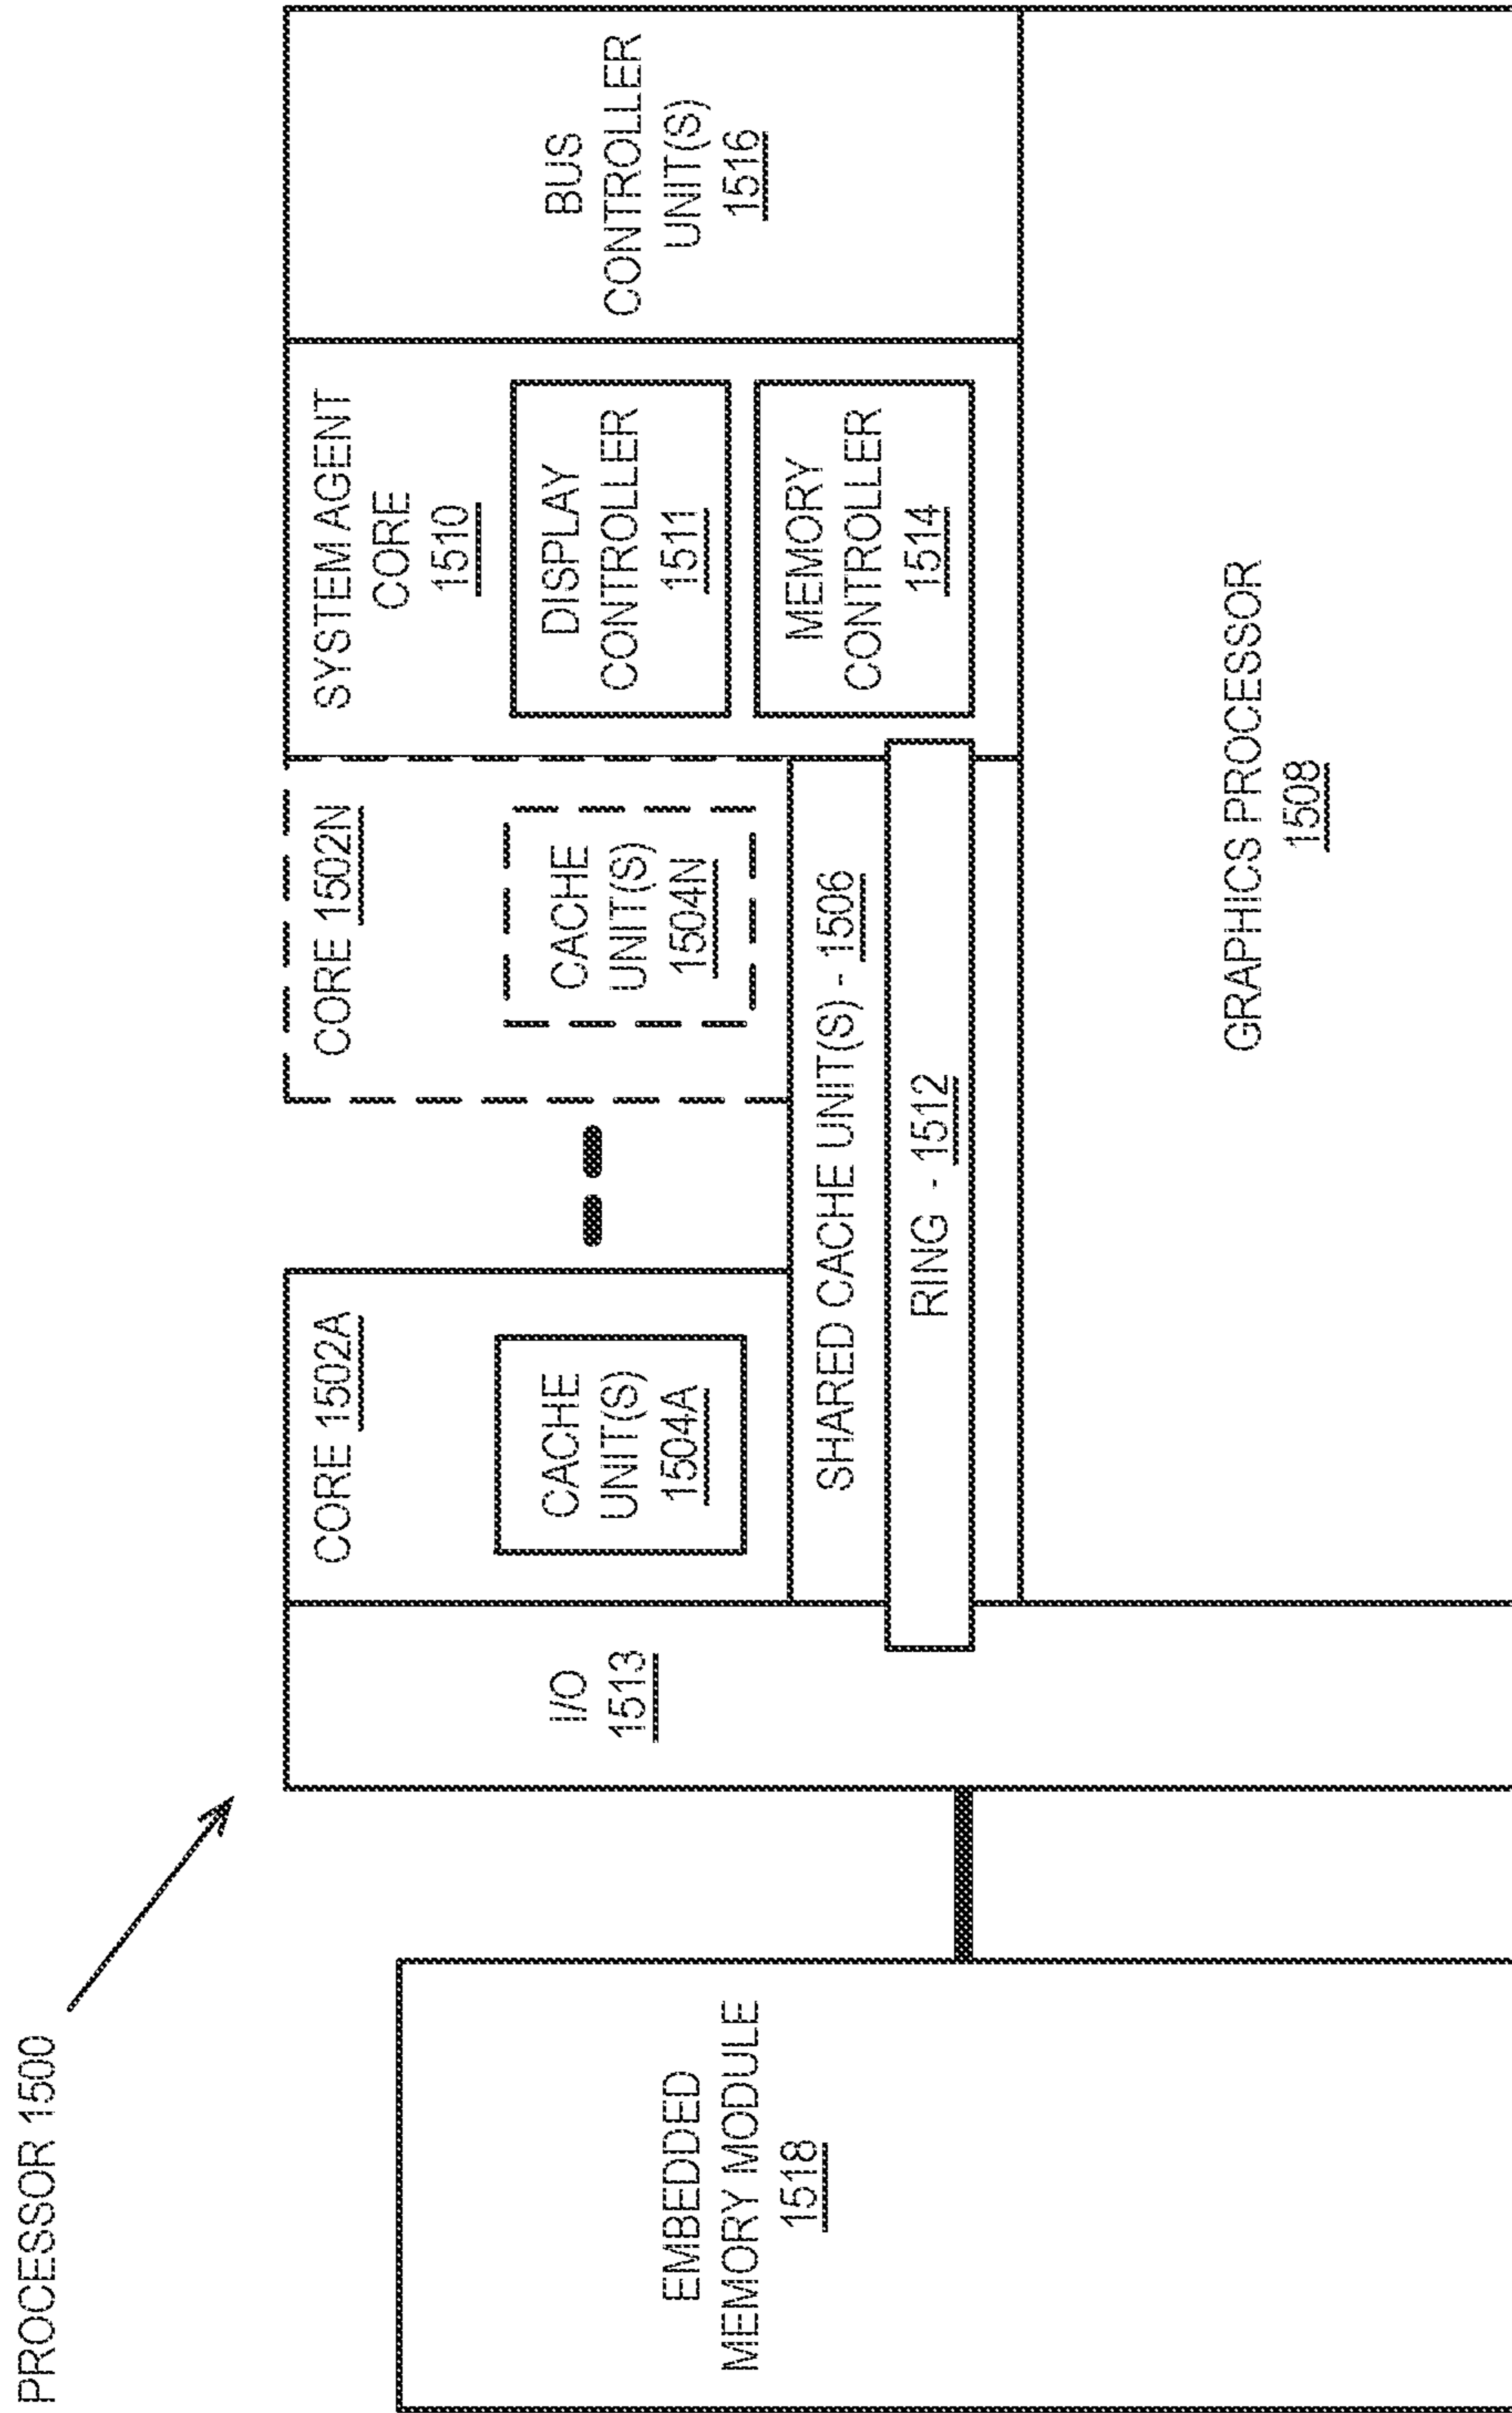 PROCESSOR 1500
EMBEDDED
MEMORY MODULE
1518
I/O
1513
CORE 1502A
CACHE
UNIT(S)
1504A
CORE 1502N
CACHE
UNIT(S)
1504N
SHARED CACHE UNIT(S) - 1506
RING - 1512
SYSTEM AGENT
CORE
1510
DISPLAY
CONTROLLER
1511
MEMORY
CONTROLLER
1514
BUS
CONTROLLER
UNIT(S)
1516
GRAPHICS PROCESSOR
1508